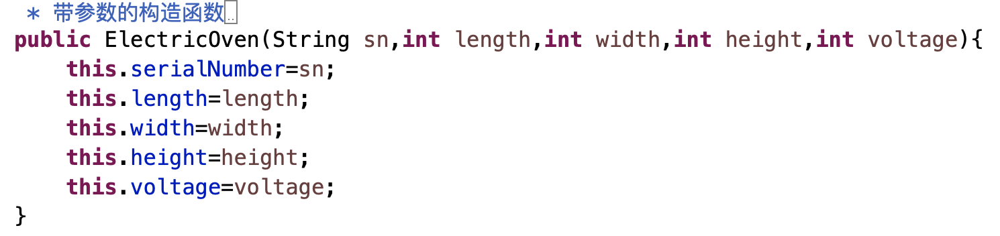 * 带参数的构造函数..
public ElectricOven(String sn,int length,int width,int height,int voltage){
this.serialNumber=sn;
this.length=length;
this.width=width;
this.height=height;
this.voltage=voltage;
}